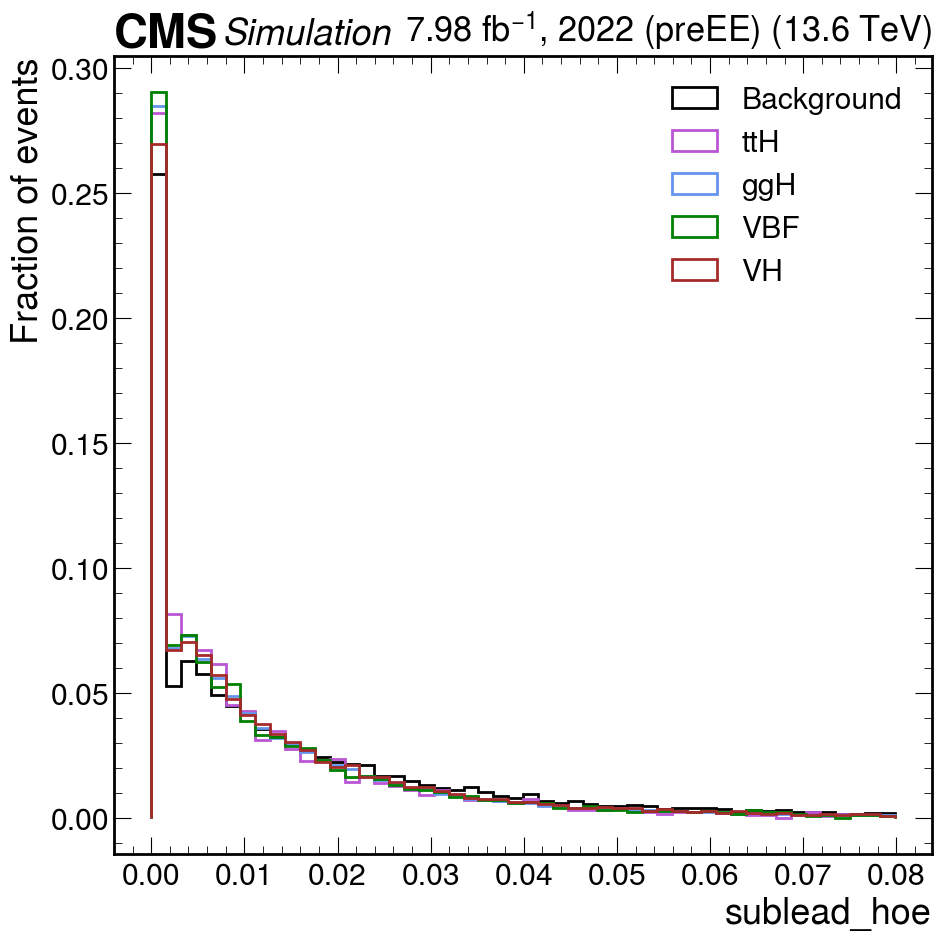 CMS Simulation 7.98 fb⁻¹, 2022 (preEE) (13.6 TeV)
Fraction of events
0.30
0.25
0.20
0.15
0.10
0.05
0.00
Background
ttH
ggH
VBF
VH
0.00 0.01 0.02 0.03 0.04 0.05 0.06 0.07 0.08
sublead_hoe